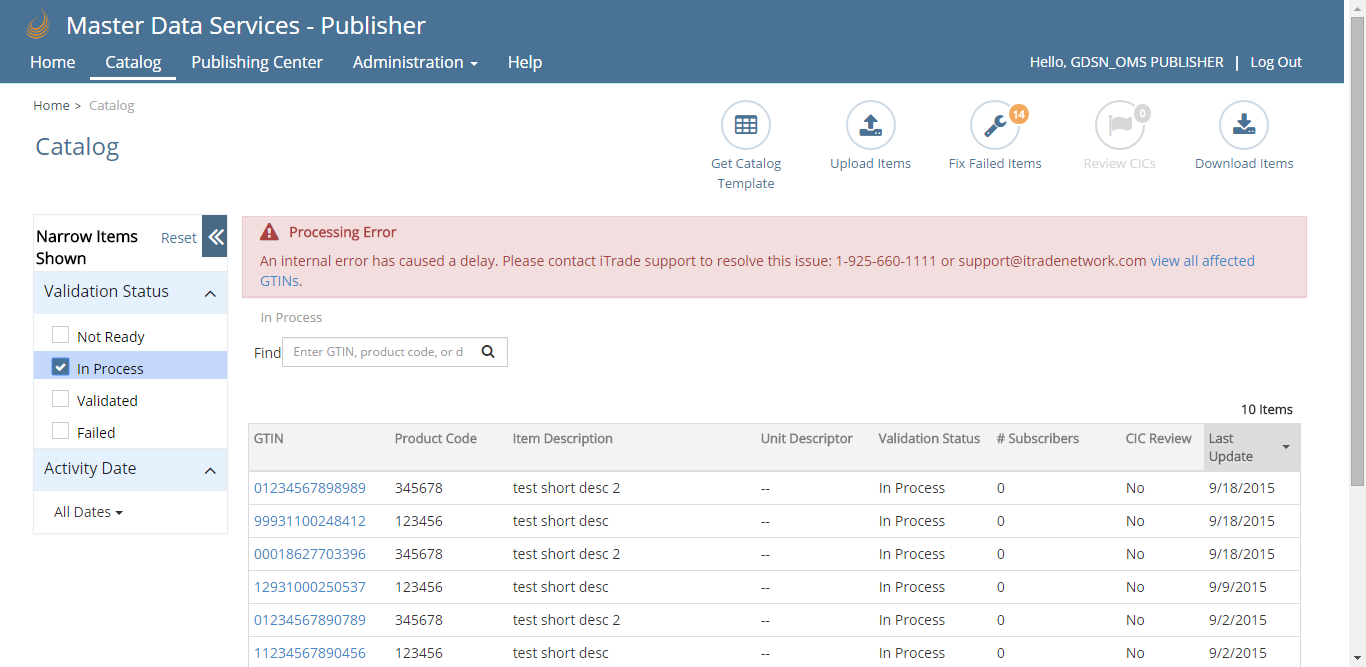 Master Data Services - Publisher
Home Catalog Publishing Center Administration Help
Hello, GDSN_OMS PUBLISHER | Log Out
Home > Catalog
Catalog
Get Catalog
Template
Upload Items
14
Fix Failed Items
0
Review CICs
Download Items
Narrow Items
Shown
Reset
Validation Status
Not Ready
In Process
Validated
Failed
Activity Date
All Dates
Processing Error
An internal error has caused a delay. Please contact iTrade support to resolve this issue: 1-925-660-1111 or support@itradenetwork.com view all affected
GTINs.
In Process
Find Enter GTIN, product code, or d
10 Items
GTIN Product Code Item Description Unit Descriptor Validation Status # Subscribers CIC Review Last
Update
01234567898989 345678 test short desc 2 -- In Process 0 No 9/18/2015
99931100248412 123456 test short desc -- In Process 0 No 9/18/2015
00018627703396 345678 test short desc 2 -- In Process 0 No 9/18/2015
12931000250537 123456 test short desc -- In Process 0 No 9/9/2015
01234567890789 345678 test short desc 2 -- In Process 0 No 9/2/2015
11234567890456 123456 test short desc -- In Process 0 No 9/2/2015